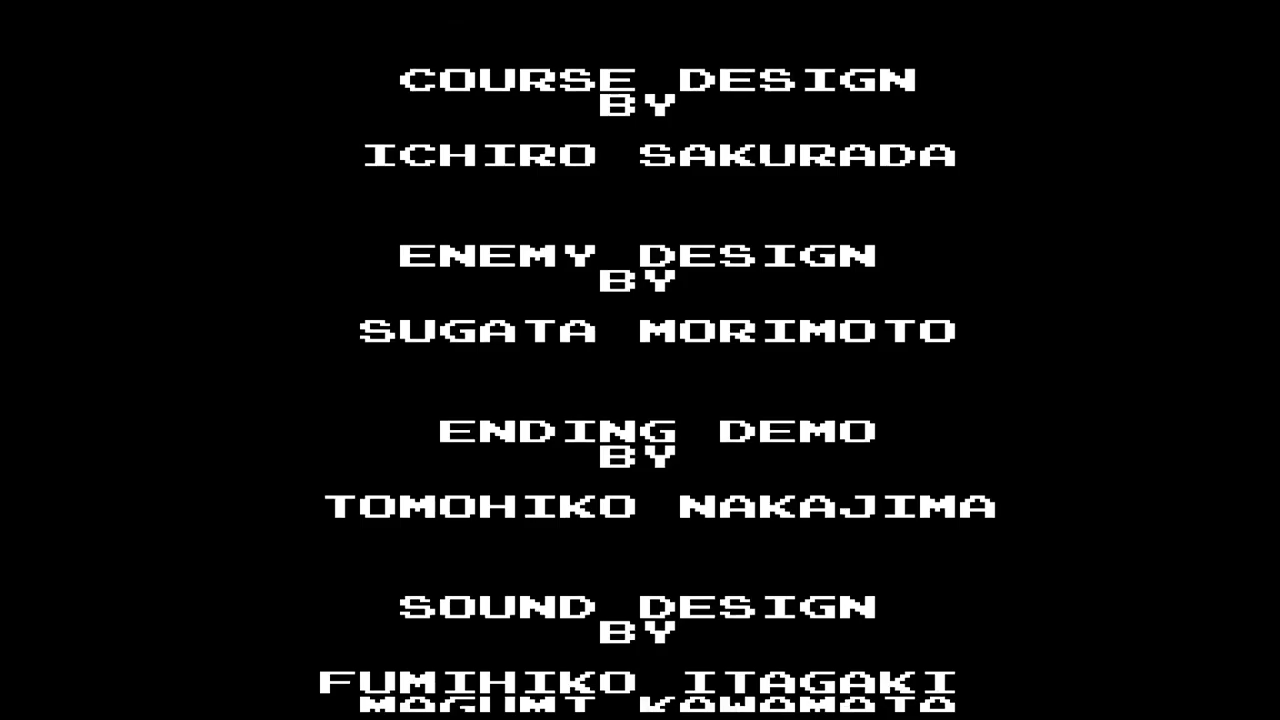 COURSE DESIGN
BY
ICHIRO SAKURADA
ENEMY DESIGN
BY
SUGATA MORIMOTO
ENDING DEMO
BY
TOMOHIKO NAKAJIMA
SOUND DESIGN
BY
FUMIHIKO ITAGAKI